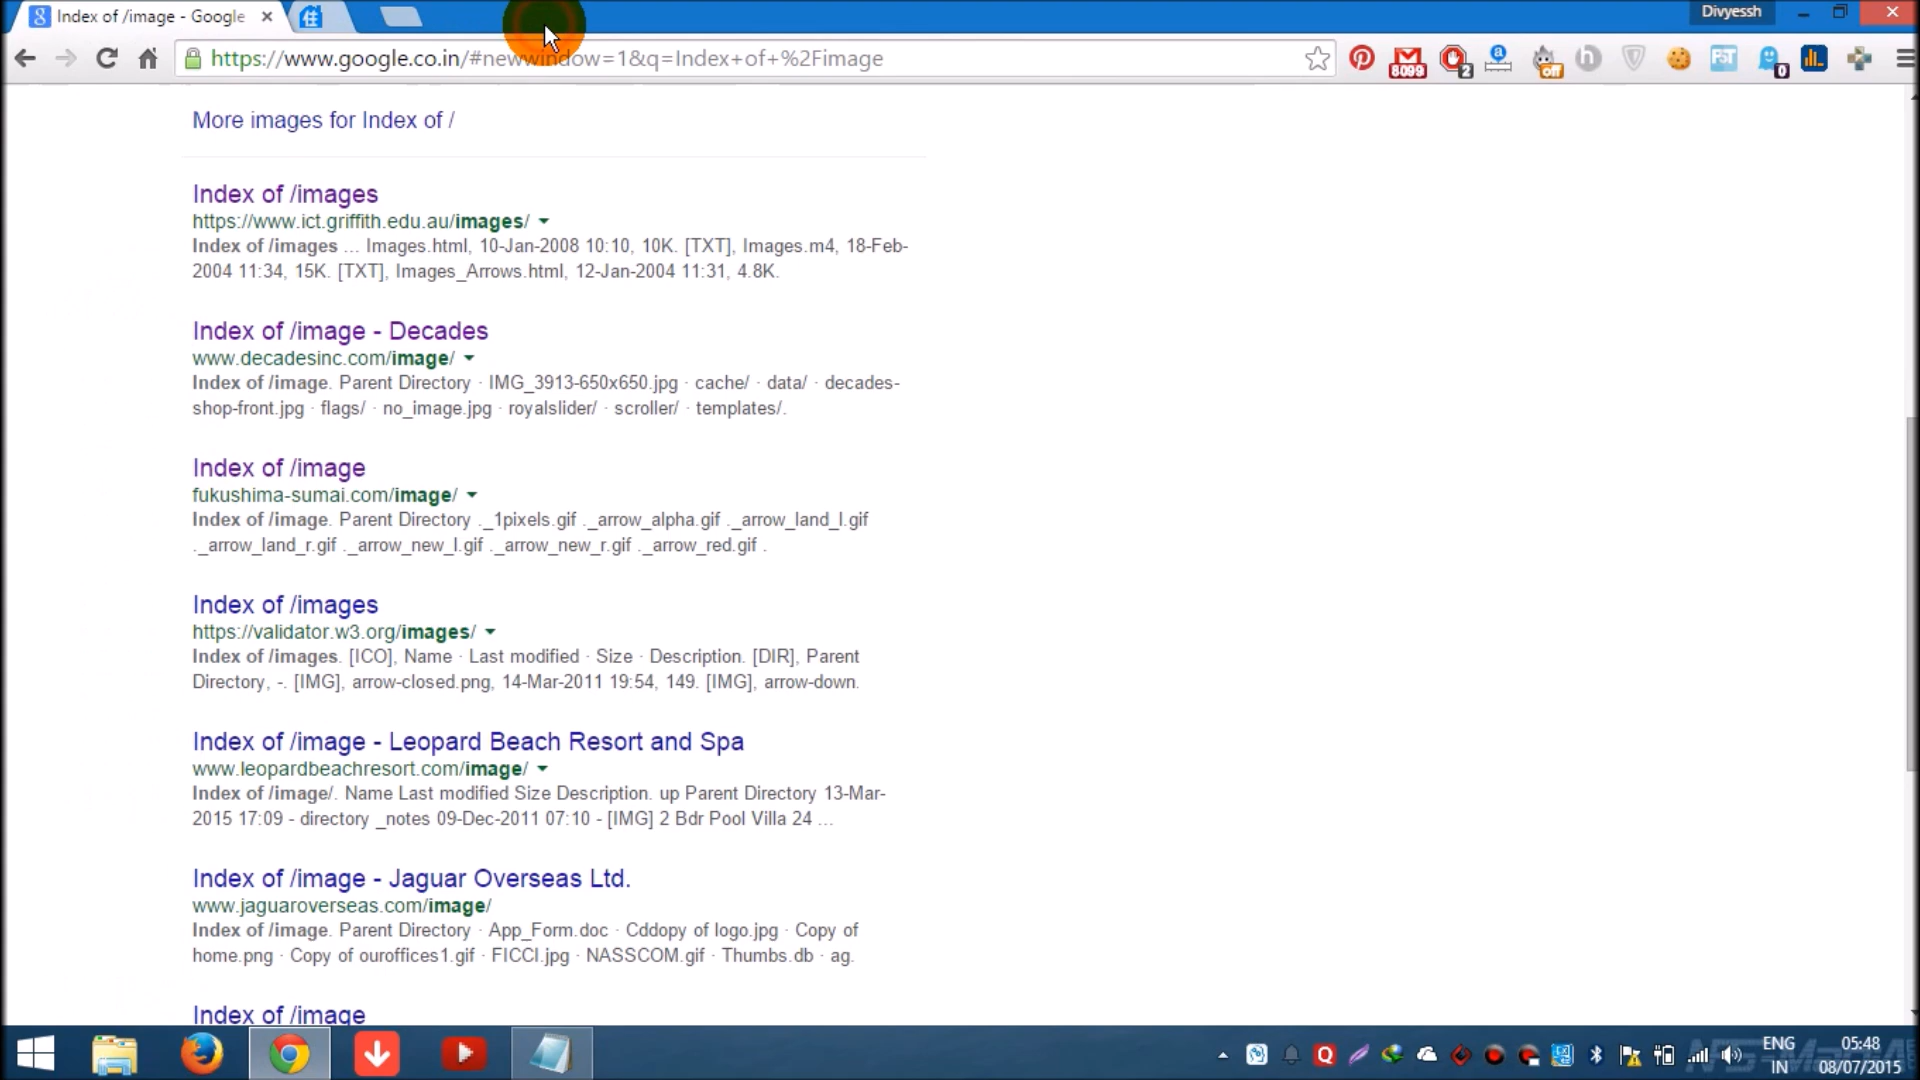 Index of /image - Google
佳
Divyessh
https://www.google.co.in/#newwindow=1&q=Index+of+%2Fimage
8099
2
a
off
h
F5T
0
More images for Index of /
Index of /images
https://www.ict.griffith.edu.au/images/
Index of /images ... Images.html, 10-Jan-2008 10:10, 10K. [TXT], Images.m4, 18-Feb-
2004 11:34, 15K. [TXT], Images_Arrows.html, 12-Jan-2004 11:31, 4.8K.
Index of /image - Decades
www.decadesinc.com/image/
Index of /image. Parent Directory · IMG_3913-650x650.jpg · cache/ · data/ · decades-
shop-front.jpg · flags/ · no_image.jpg · royalslider/ · scroller/ · templates/.
Index of /image
fukushima-sumai.com/image/
Index of /image. Parent Directory ._1pixels.gif ._arrow_alpha.gif ._arrow_land_l.gif
._arrow_land_r.gif ._arrow_new_l.gif ._arrow_new_r.gif ._arrow_red.gif .
Index of /images
https://validator.w3.org/images/
Index of /images. [ICO], Name · Last modified · Size · Description. [DIR], Parent
Directory, -. [IMG], arrow-closed.png, 14-Mar-2011 19:54, 149. [IMG], arrow-down.
Index of /image - Leopard Beach Resort and Spa
www.leopardbeachresort.com/image/
Index of /image/. Name Last modified Size Description. up Parent Directory 13-Mar-
2015 17:09 - directory _notes 09-Dec-2011 07:10 - [IMG] 2 Bdr Pool Villa 24 ...
Index of /image - Jaguar Overseas Ltd.
www.jaguaroverseas.com/image/
Index of /image. Parent Directory · App_Form.doc · Cddopy of logo.jpg · Copy of
home.png · Copy of ouroffices1.gif · FICCI.jpg · NASSCOM.gif · Thumbs.db · ag.
Index of /image
ENG
IN
05:48
08/07/2015